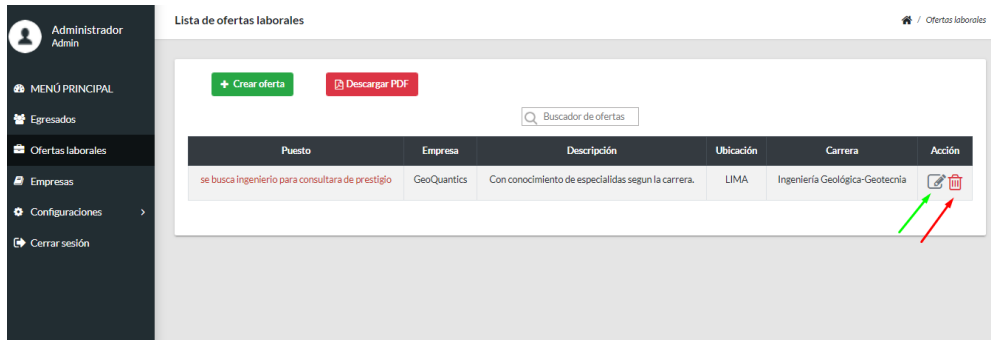 Administrador
Admin
MENÚ PRINCIPAL
Egresados
Ofertas laborales
Empresas
Configuraciones
Cerrar sesión
Lista de ofertas laborales
/ Ofertas laborales
+ Crear oferta
Descargar PDF
Buscador de ofertas
Puesto Empresa Descripción Ubicación Carrera Acción
se busca ingenierio para consultara de prestigio GeoQuantics Con conocimiento de especialidas segun la carrera. LIMA Ingeniería Geológica-Geotecnia